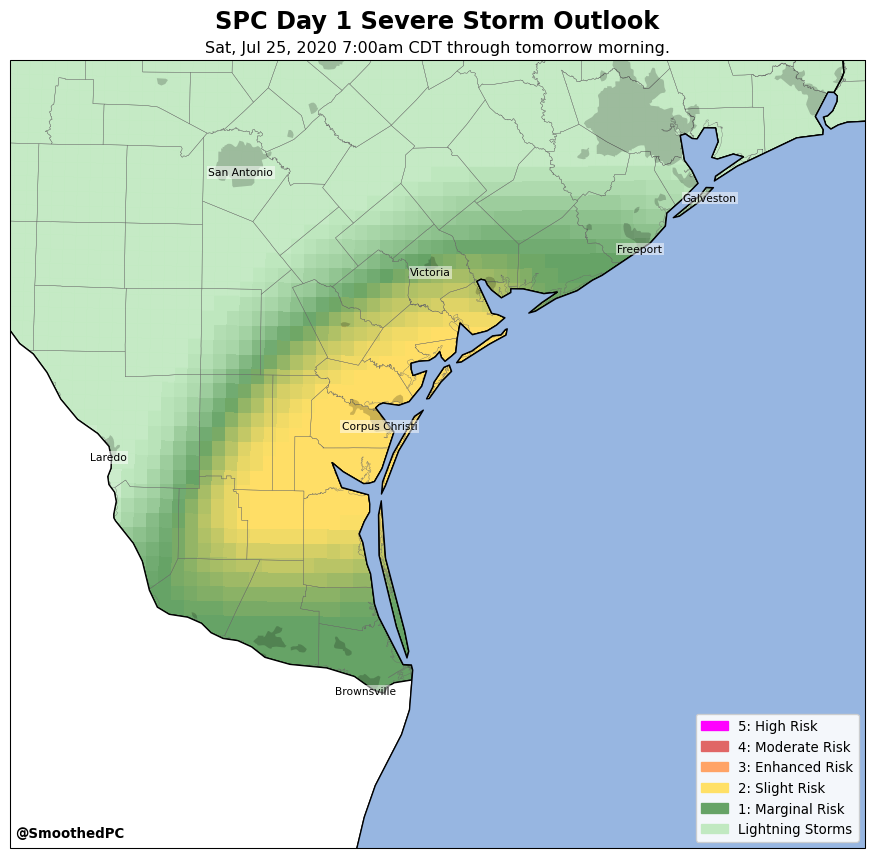 SPC Day 1 Severe Storm Outlook
Sat, Jul 25, 2020 7:00am CDT through tomorrow morning.
San Antonio
Galveston
Freeport
Victoria
Corpus Christi
Laredo
Brownsville
5: High Risk
4: Moderate Risk
3: Enhanced Risk
2: Slight Risk
1: Marginal Risk
Lightning Storms
@SmoothedPC